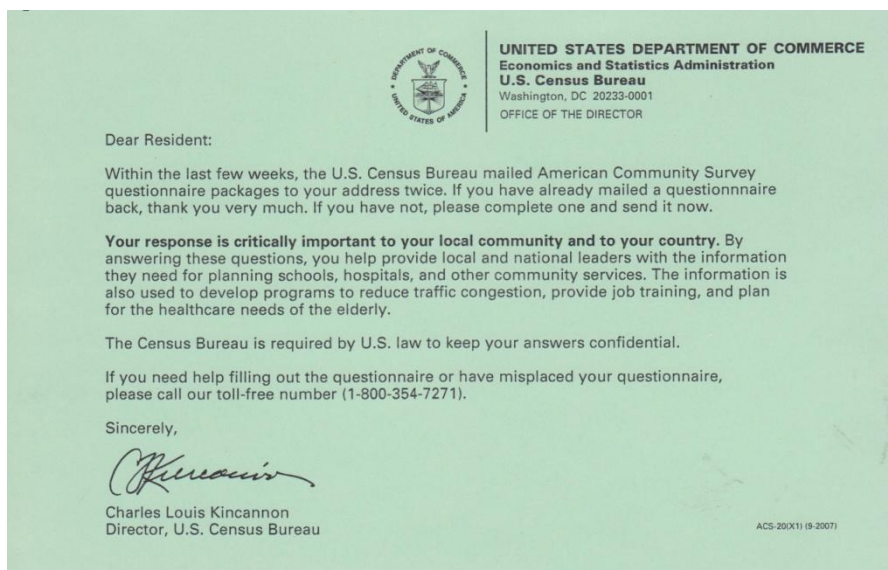 UNITED STATES DEPARTMENT OF COMMERCE
Economics and Statistics Administration
U.S. Census Bureau
Washington, DC 20233-0001
OFFICE OF THE DIRECTOR
DEPARTMENT OF COMMERCE
UNITED STATES OF AMERICA
Dear Resident:
Within the last few weeks, the U.S. Census Bureau mailed American Community Survey
questionnaire packages to your address twice. If you have already mailed a questionnnaire
back, thank you very much. If you have not, please complete one and send it now.
Your response is critically important to your local community and to your country. By
answering these questions, you help provide local and national leaders with the information
they need for planning schools, hospitals, and other community services. The information is
also used to develop programs to reduce traffic congestion, provide job training, and plan
for the healthcare needs of the elderly.
The Census Bureau is required by U.S. law to keep your answers confidential.
If you need help filling out the questionnaire or have misplaced your questionnaire,
please call our toll-free number (1-800-354-7271).
Sincerely,
Charles Louis Kincannon
Director, U.S. Census Bureau
ACS-20(X1) (9-2007)